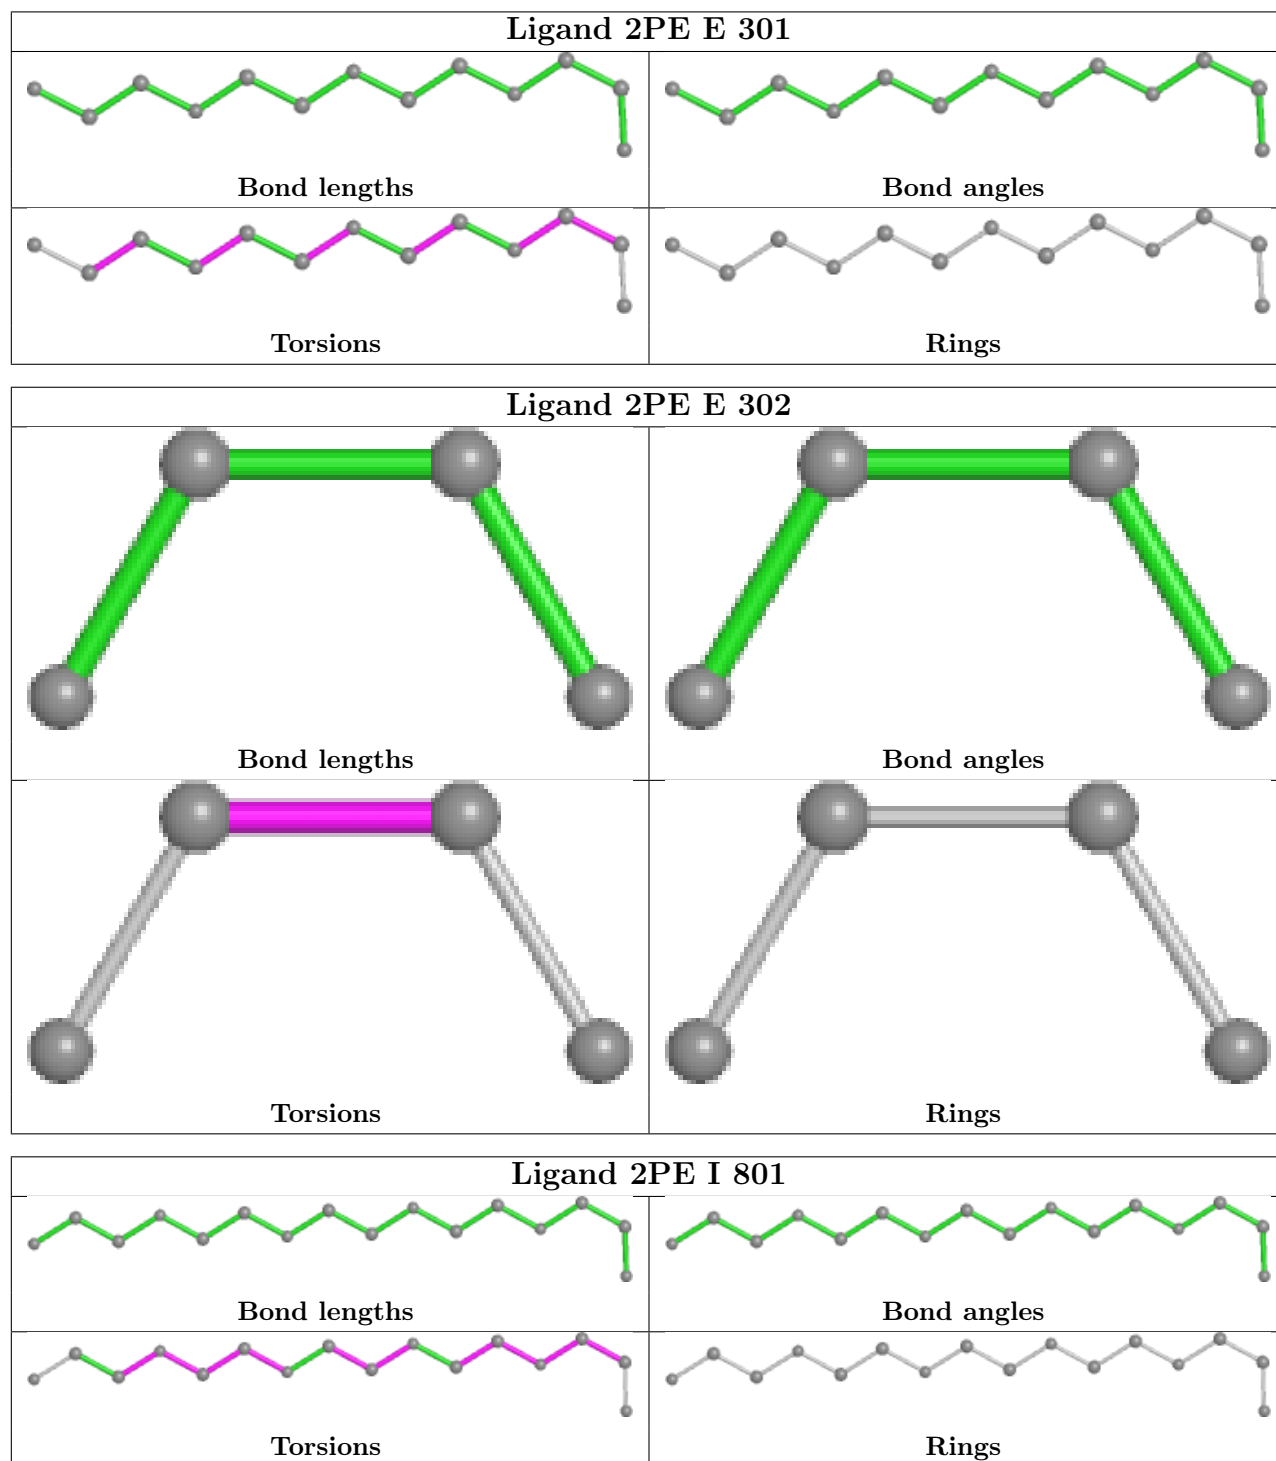 Ligand 2PE E 301
Bond lengths
Bond angles
Torsions
Rings
Ligand 2PE E 302
Bond lengths
Bond angles
Torsions
Rings
Ligand 2PE I 801
Bond lengths
Bond angles
Torsions
Rings